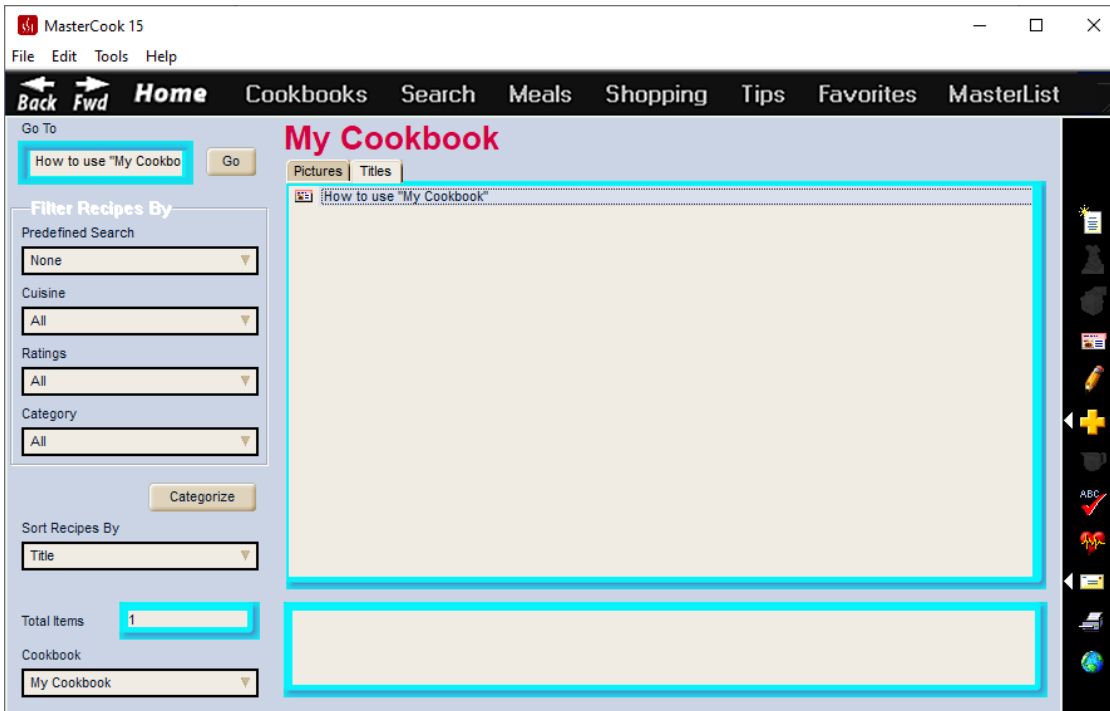 MasterCook 15
File Edit Tools Help
Back Fwd Home Cookbooks Search Meals Shopping Tips Favorites MasterList
Go To
How to use "My Cookbo
Go
Filter Recipes By
Predefined Search
None
Cuisine
All
Ratings
All
Category
All
Categorize
Sort Recipes By
Title
Total Items 1
Cookbook
My Cookbook
My Cookbook
Pictures Titles
How to use "My Cookbook"
ABC